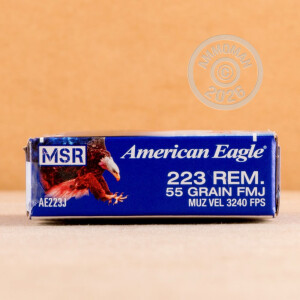 MSR
American Eagle®
223 REM.
55 GRAIN FMJ
MUZ VEL 3240 FPS
AE223J